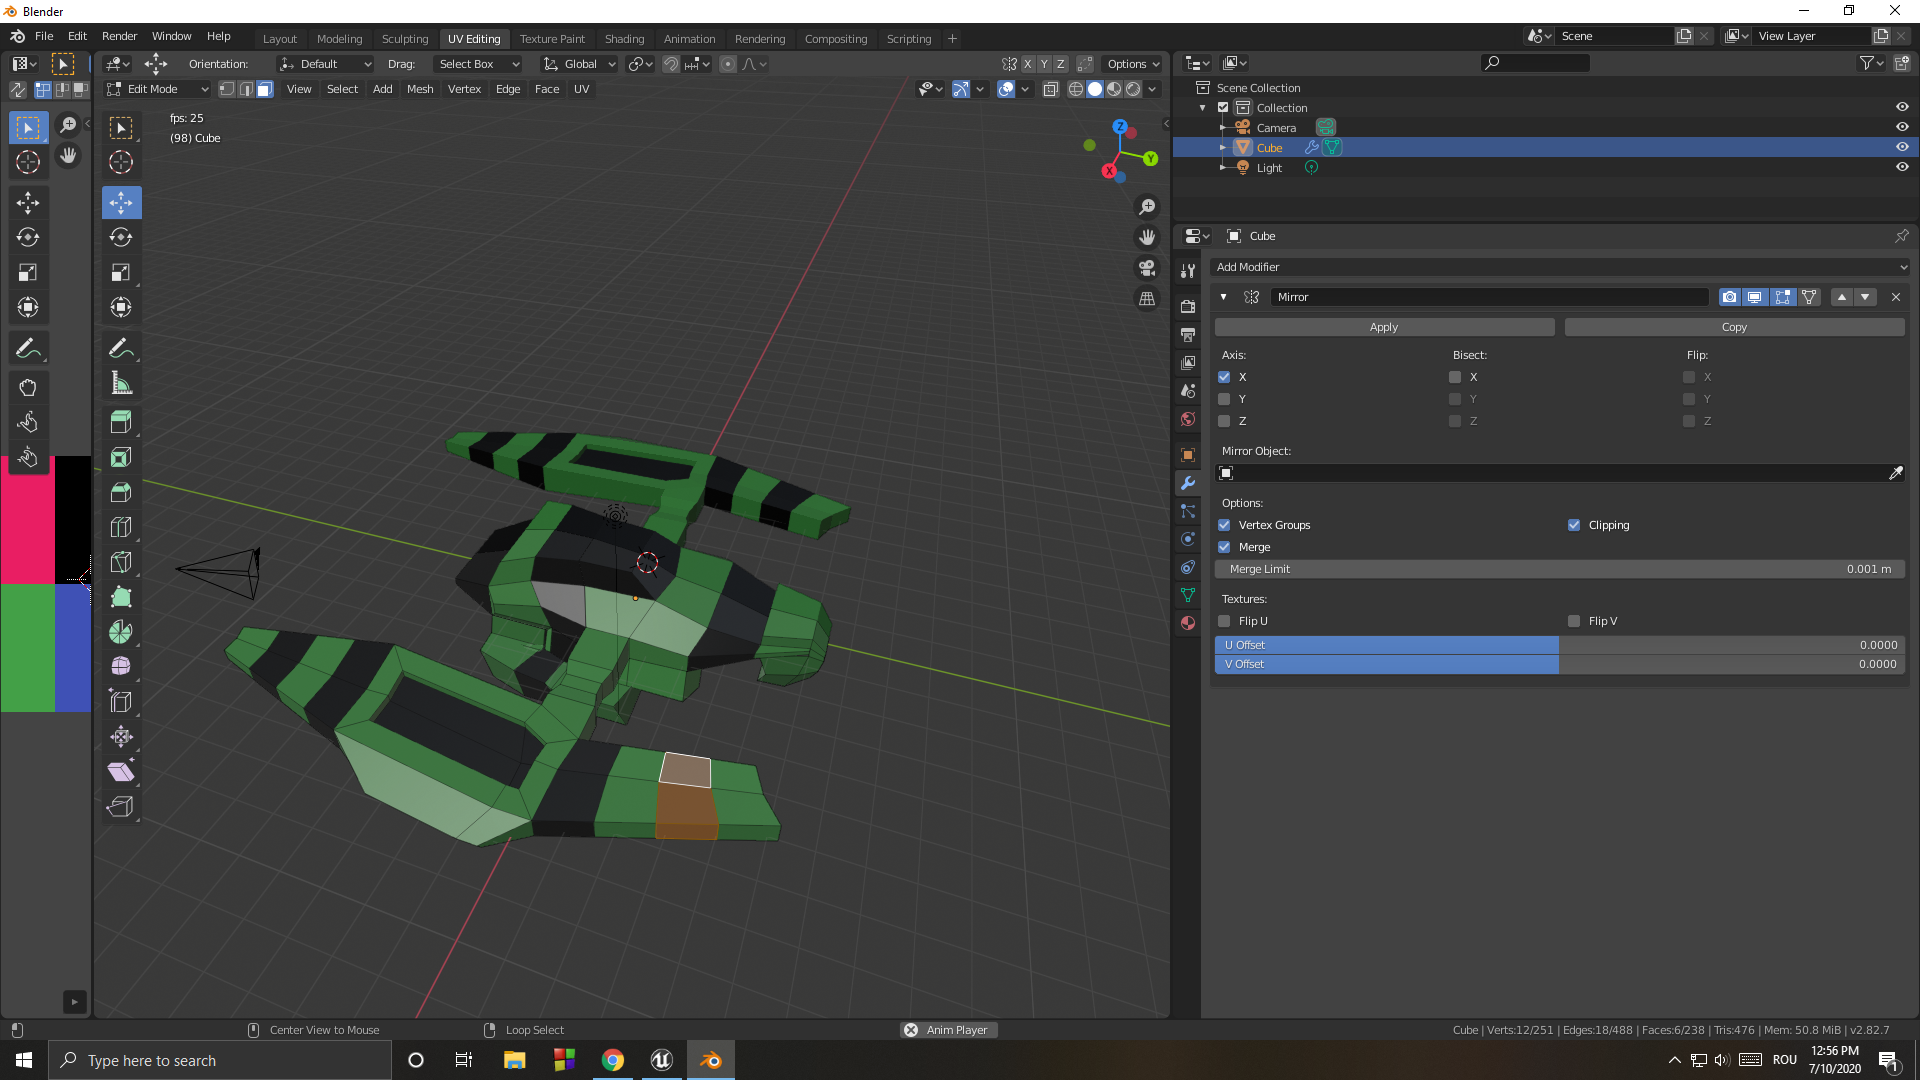 Blender
File Edit Render Window Help Layout Modeling Sculpting UV Editing Texture Paint Shading Animation Rendering Compositing Scripting + Scene View Layer
Orientation: Default Drag: Select Box Global X Y Z Options
Edit Mode View Select Add Mesh Vertex Edge Face UV
fps: 25
(98) Cube
Z
Y
X
Scene Collection
Collection
Camera
Cube
Light
Cube
Add Modifier
Mirror
Apply Copy
Axis: Bisect: Flip:
X X X
Y Y Y
Z Z Z
Mirror Object:
Options:
Vertex Groups Clipping
Merge
Merge Limit 0.001 m
Textures:
Flip U Flip V
U Offset 0.0000
V Offset 0.0000
Center View to Mouse Loop Select Anim Player Cube | Verts:12/251 | Edges:18/488 | Faces:6/238 | Tris:476 | Mem: 50.8 MiB | v2.82.7
Type here to search ROU 12:56 PM
7/10/2020 1